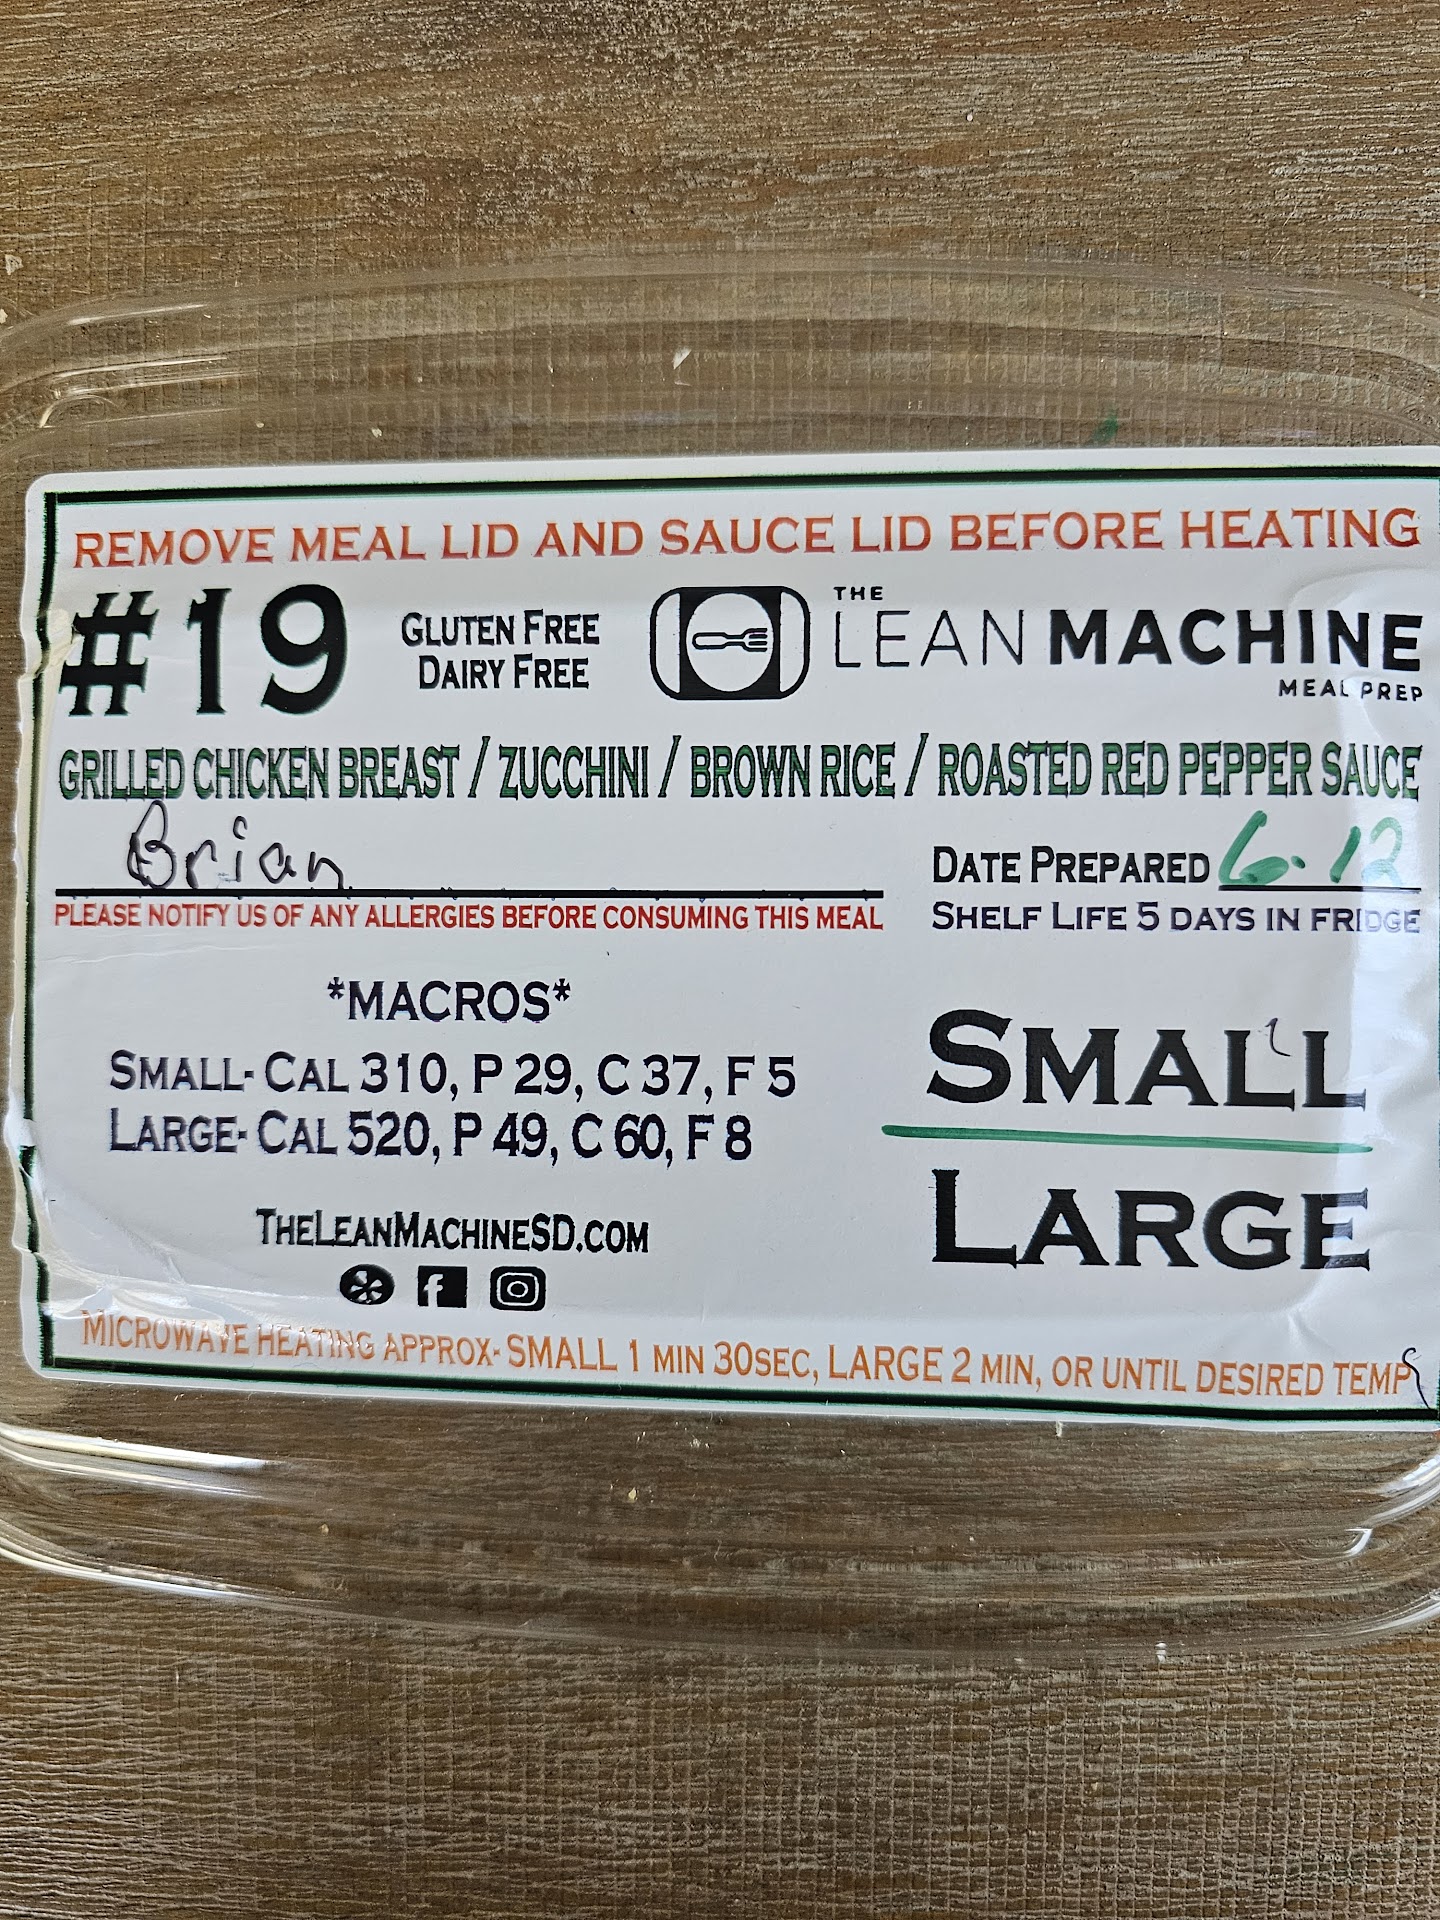 REMOVE MEAL LID AND SAUCE LID BEFORE HEATING
#19
GLUTEN FREE
DAIRY FREE
THE
LEAN MACHINE
MEAL PREP
GRILLED CHICKEN BREAST / ZUCCHINI / BROWN RICE / ROASTED RED PEPPER SAUCE
Brian
PLEASE NOTIFY US OF ANY ALLERGIES BEFORE CONSUMING THIS MEAL
DATE PREPARED 6.12
SHELF LIFE 5 DAYS IN FRIDGE
*MACROS*
SMALL- CAL 310, P 29, C 37, F 5
LARGE- CAL 520, P 49, C 60, F 8
SMALL
LARGE
THELEANMACHINESD.COM
MICROWAVE HEATING APPROX- SMALL 1 MIN 30SEC, LARGE 2 MIN, OR UNTIL DESIRED TEMP